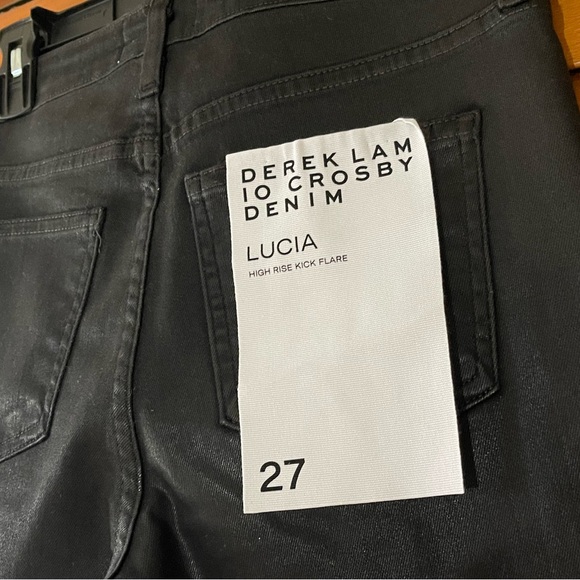 DEREK LAM
10 CROSBY
DENIM
LUCIA
HIGH RISE KICK FLARE
27